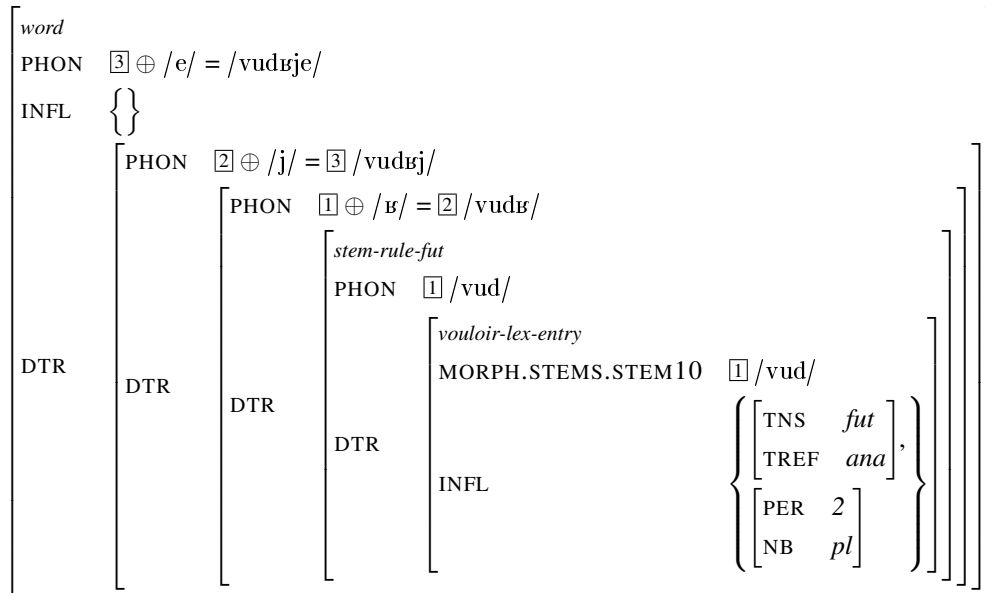 word
PHON 3 ⊕ /e/ = /vudʁje/
INFL {}
PHON 2 ⊕ /j/ = 3 /vudʁj/
PHON 1 ⊕ /ʁ/ = 2 /vudʁ/
stem-rule-fut
PHON 1 /vud/
vouloir-lex-entry
DTR
MORPH.STEMS.STEM10 1 /vud/
DTR
DTR
DTR
INFL
TNS fut
TREF ana ,
PER 2
NB pl